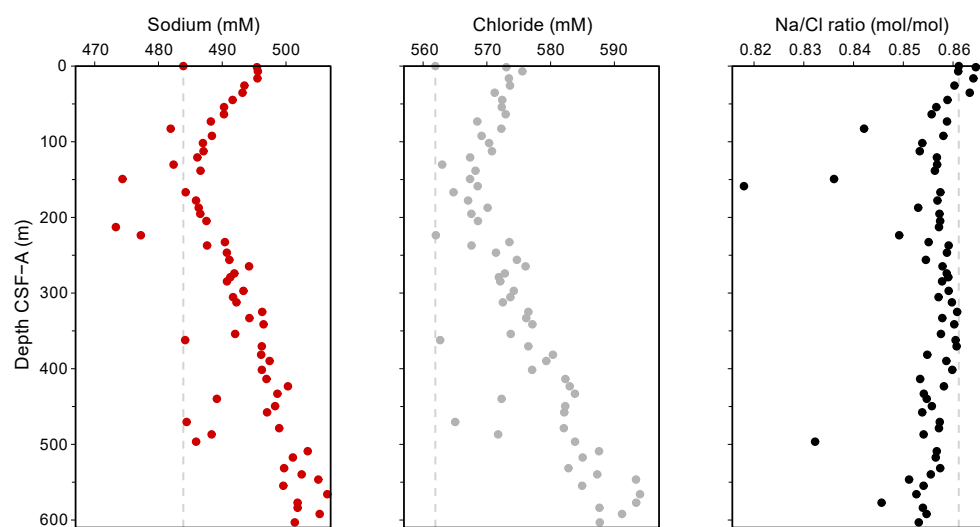 Sodium (mM)
470 480 490 500
Chloride (mM)
560 570 580 590
Na/Cl ratio (mol/mol)
0.82 0.83 0.84 0.85 0.86
Depth CSF−A (m)
0
100
200
300
400
500
600